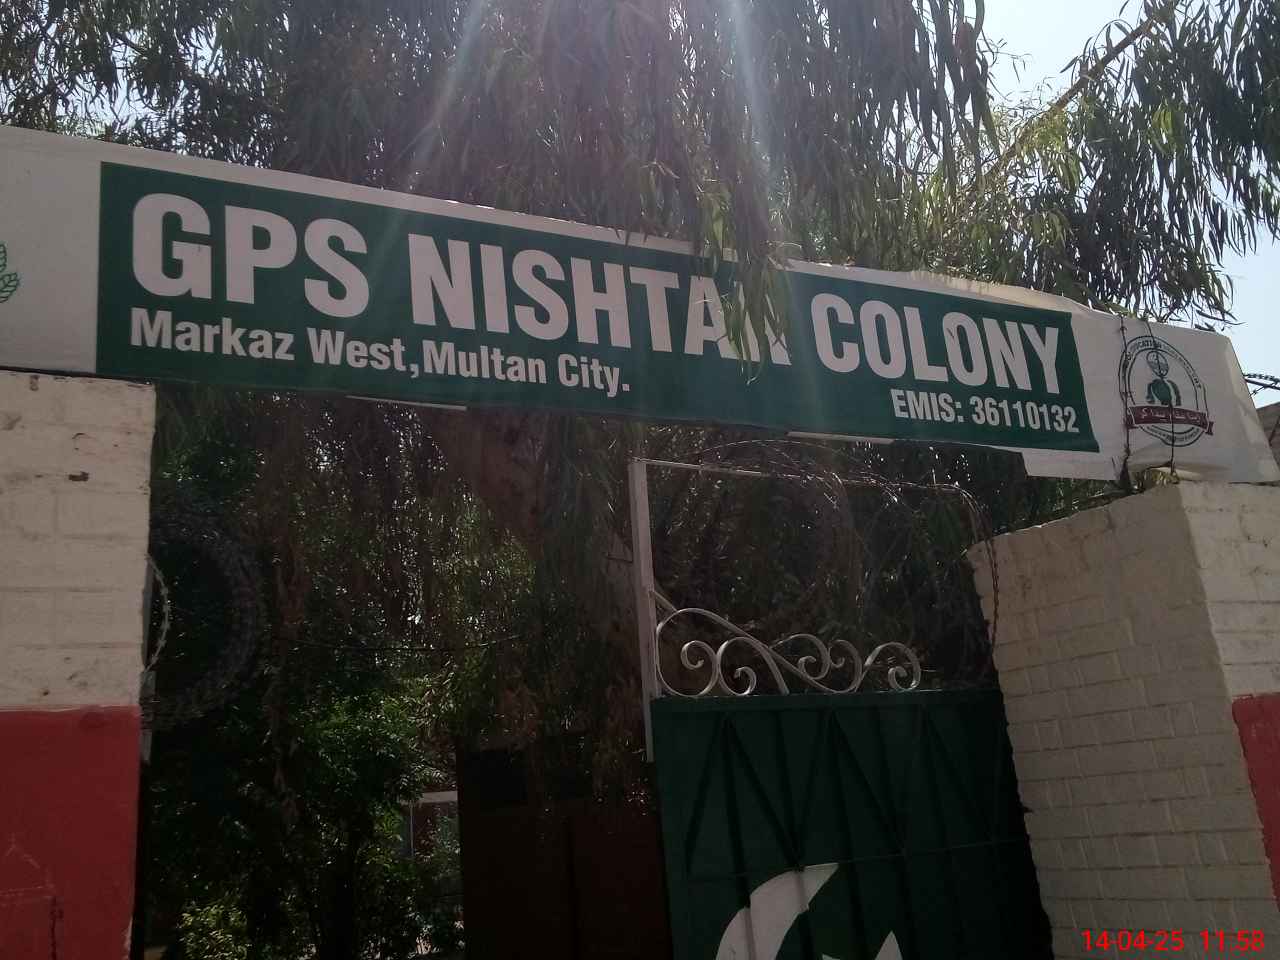 GPS NISHTAR COLONY
Markaz West, Multan City.
EMIS: 36110132
14-04-25 11:58